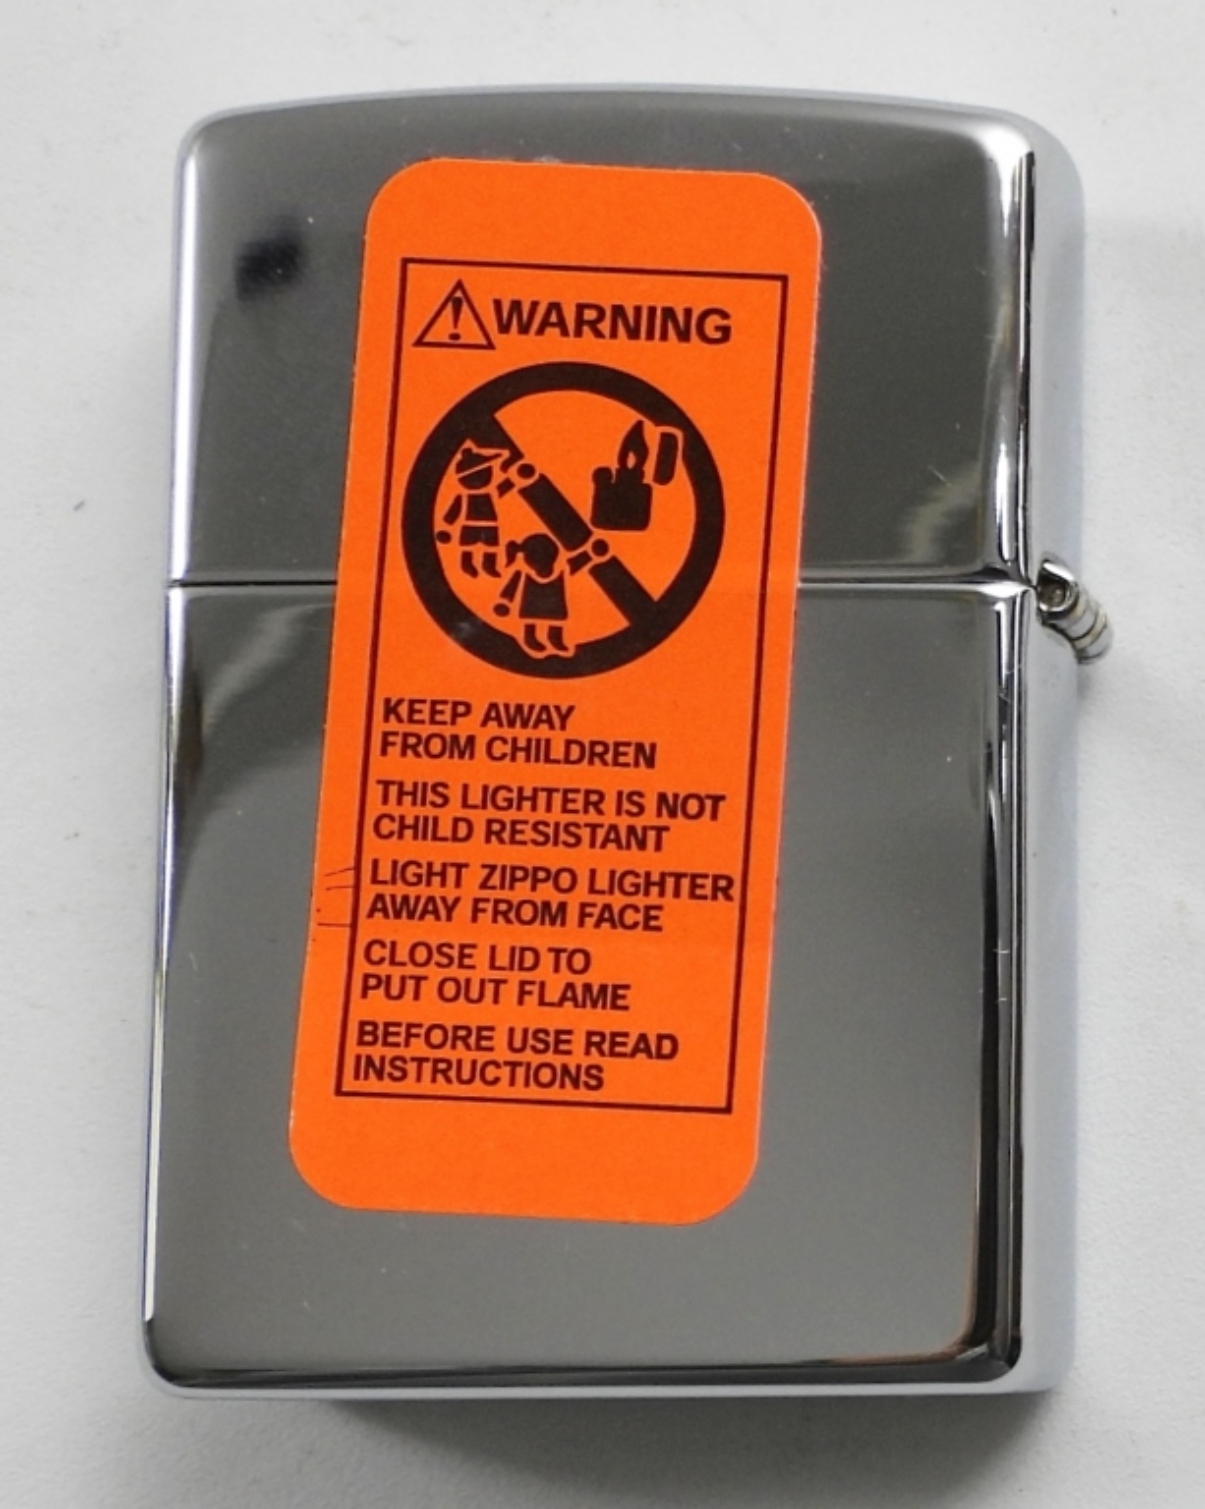 WARNING
KEEP AWAY
FROM CHILDREN
THIS LIGHTER IS NOT
CHILD RESISTANT
LIGHT ZIPPO LIGHTER
AWAY FROM FACE
CLOSE LID TO
PUT OUT FLAME
BEFORE USE READ
INSTRUCTIONS